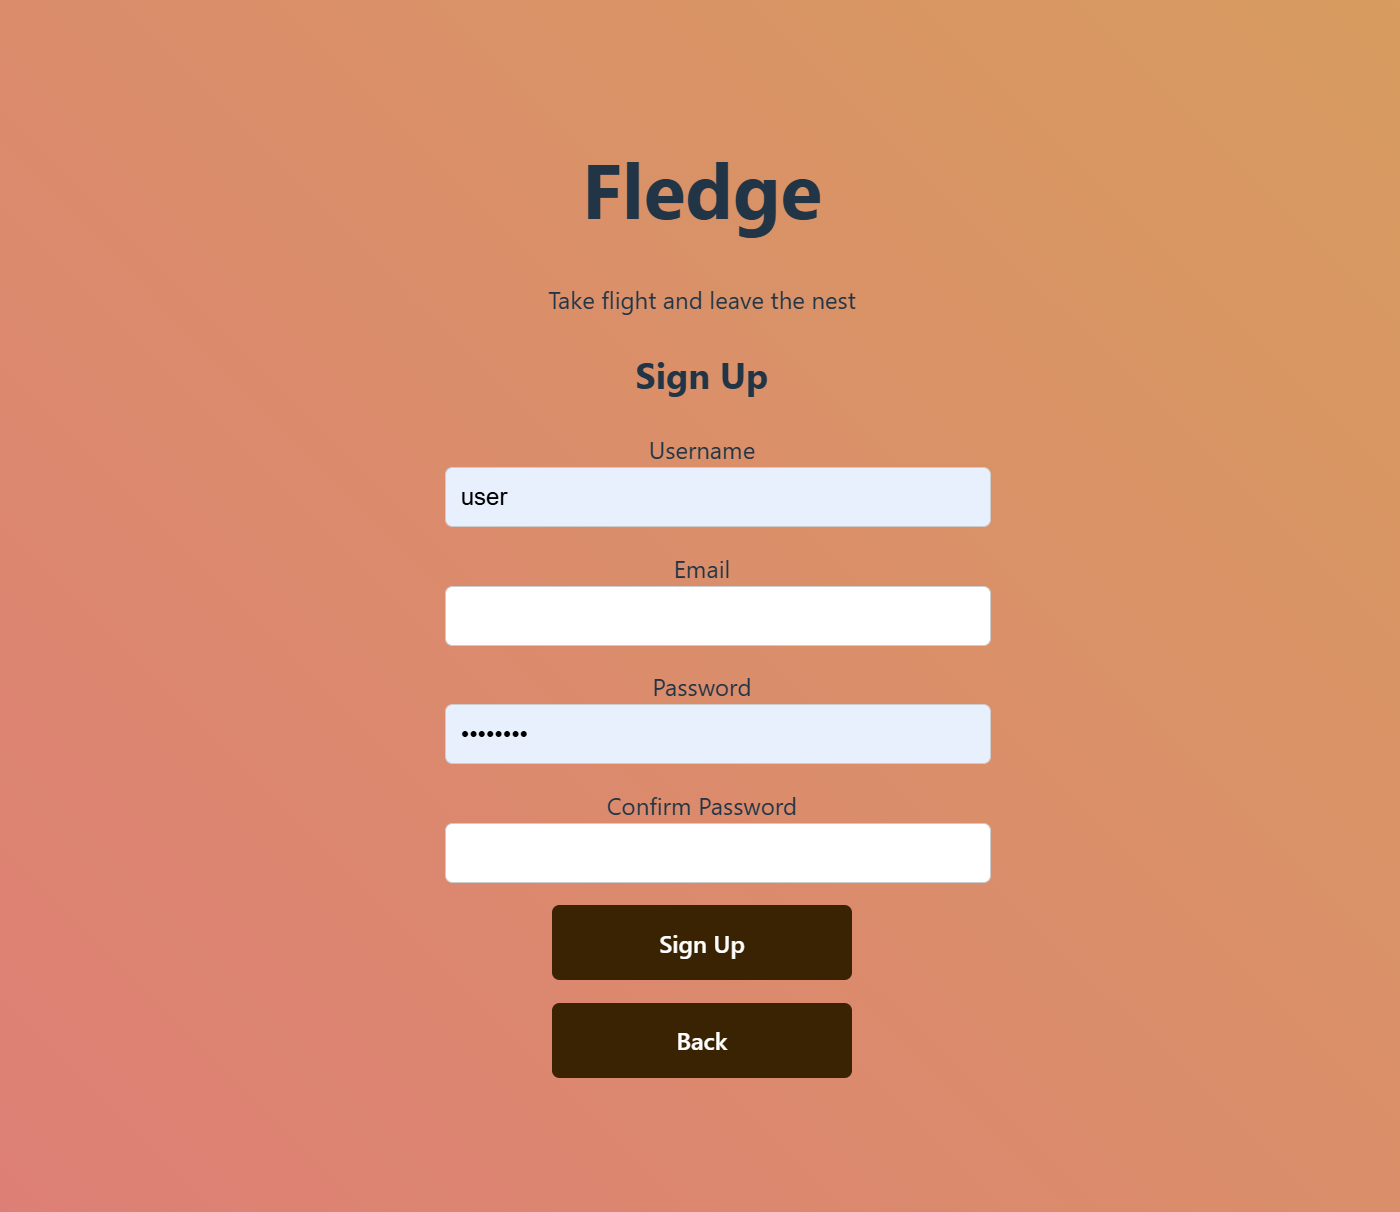 Fledge
Take flight and leave the nest
Sign Up
Username
user
Email
Password
••••••••
Confirm Password
Sign Up
Back